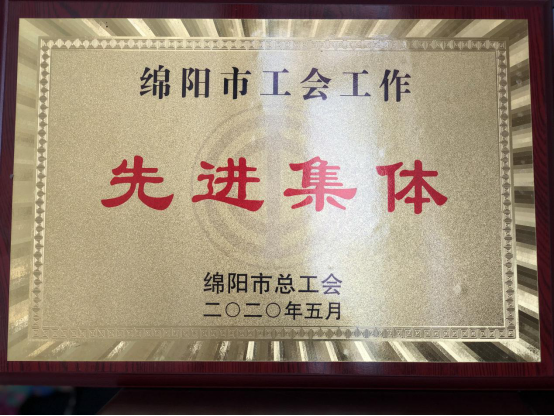 绵阳市工会工作
先进集体
绵阳市总工会
二〇二〇年五月